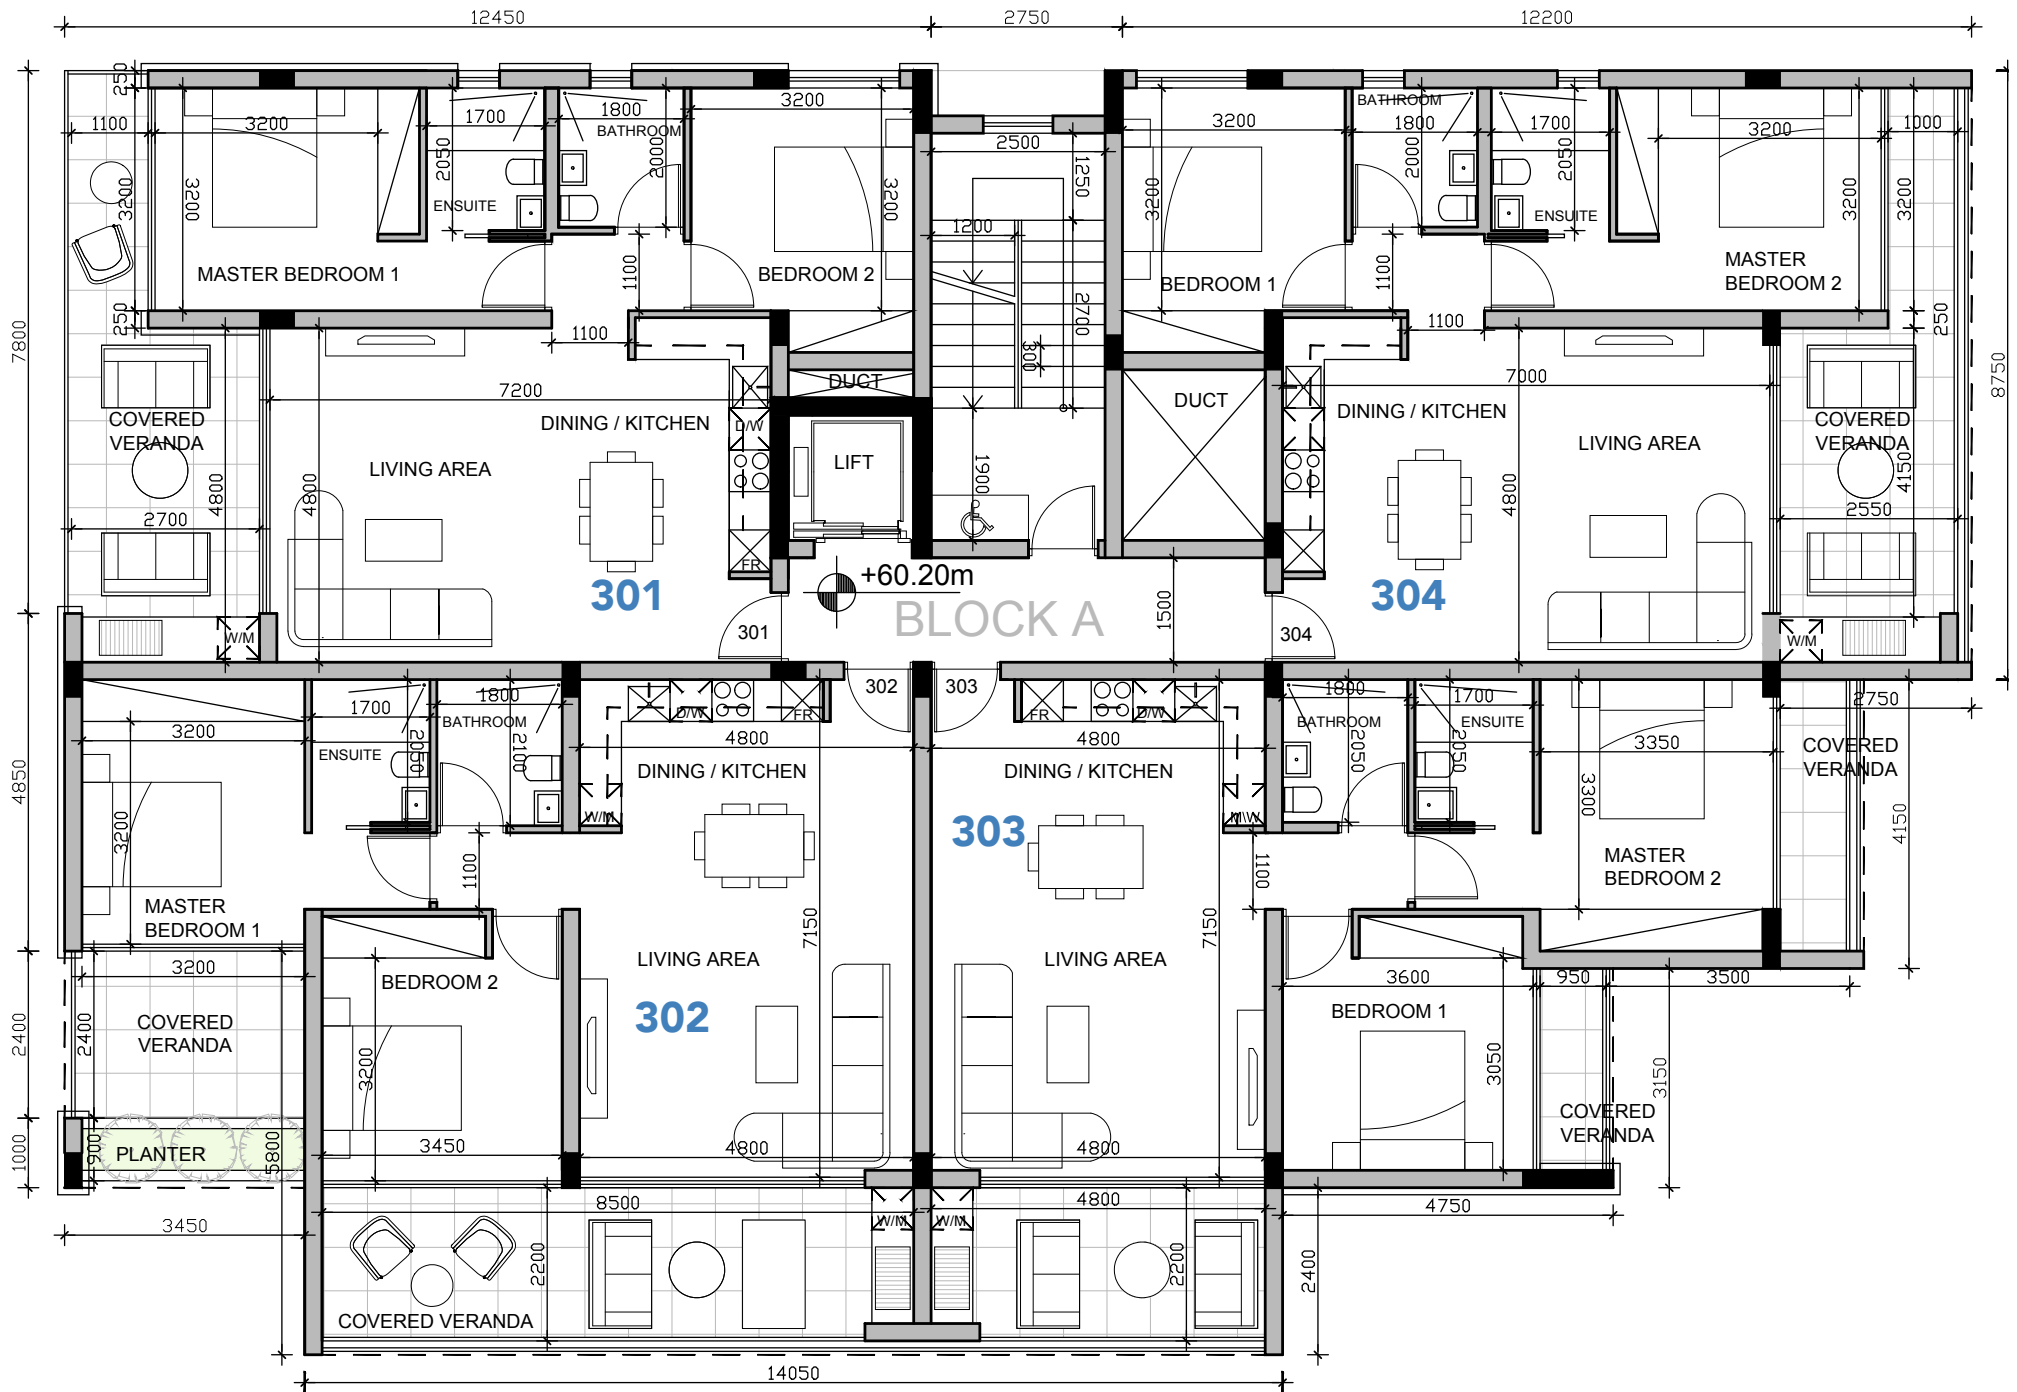 12450
2750
12200
250
1100
3200
1700
2050
1800
BATHROOM
2000
3200
3200
3200
3200
ENSUITE
MASTER BEDROOM 1
1100
BEDROOM 2
250
2500
1250
1200
2700
300
1900
3200
3200
BATHROOM
1800
2000
1700
2050
ENSUITE
3200
3200
1000
3200
250
BEDROOM 1
1100
MASTER
BEDROOM 2
7800
8750
1100
7200
DUCT
DUCT
1100
7000
COVERED
VERANDA
DINING / KITCHEN
D/W
LIVING AREA
LIFT
DINING / KITCHEN
LIVING AREA
COVERED
VERANDA
4800
4800
2700
4800
4150
2550
FR
301
+60.20m
304
BLOCK A
1500
W/M
301
304
W/M
302
303
4850
3200
1700
1800
BATHROOM
2050
2100
ENSUITE
3200
D/W
FR
4800
DINING / KITCHEN
W/M
FR
D/W
4800
DINING / KITCHEN
303
M/W
1800
BATHROOM
2050
1700
ENSUITE
2050
3350
3300
2750
COVERED
VERANDA
4150
1100
1100
MASTER
BEDROOM 1
MASTER
BEDROOM 2
7150
7150
LIVING AREA
LIVING AREA
3200
BEDROOM 2
302
3600
950
3500
BEDROOM 1
2400
2400
COVERED
VERANDA
3200
3050
3150
COVERED
VERANDA
1000
900
PLANTER
5800
3450
4800
4800
3450
8500
4800
4750
W/M
W/M
2200
2200
2400
COVERED VERANDA
14050